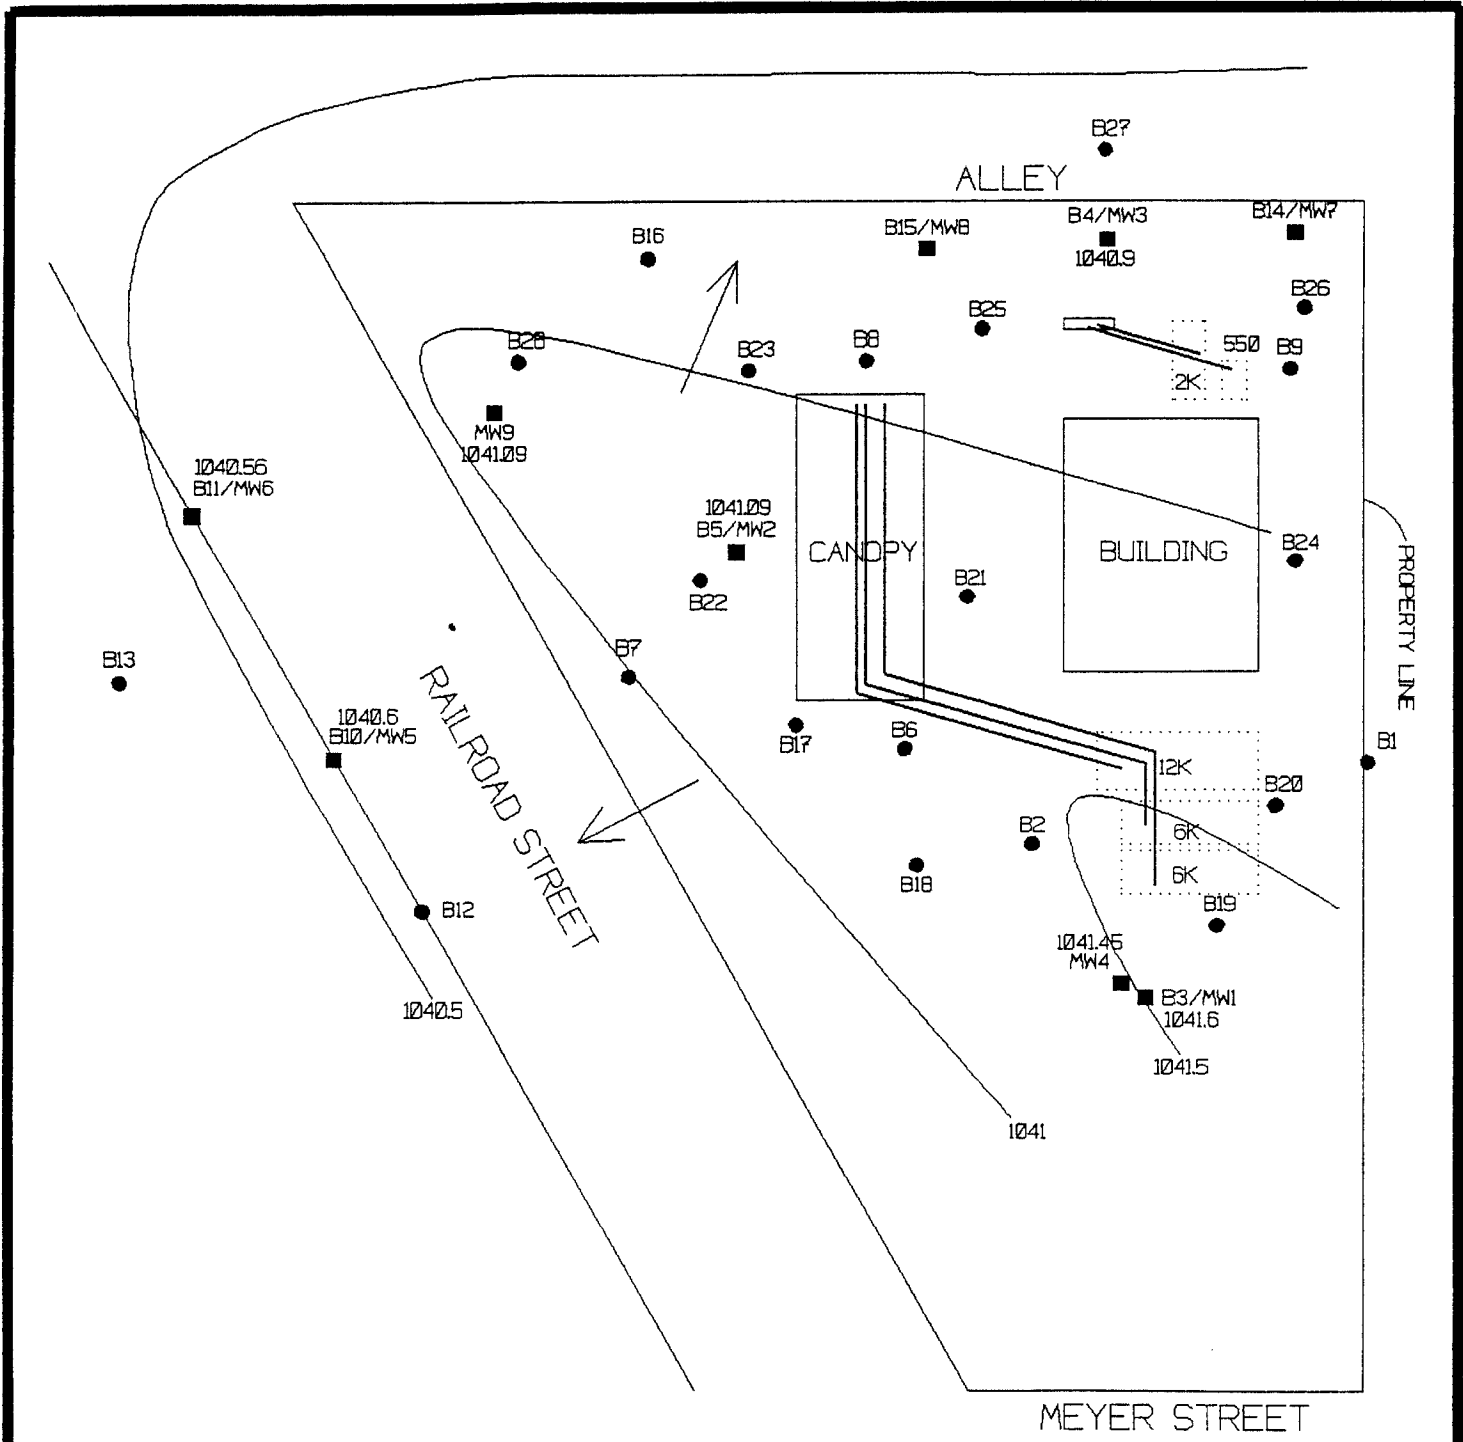 B27
ALLEY
B14/MW7
B4/MW3
1040.9
B15/MW8
B16
B26
B25
B8
550
B9
B28
B23
2K
MW9
1041.09
1040.56
B11/MW6
1041.09
B5/MW2
CANOPY
BUILDING
B24
PROPERTY LINE
B21
B22
B7
B13
RAILROAD STREET
1040.6
B10/MW5
B17
B6
B1
12K
B20
B2
6K
B18
6K
B19
B12
1041.45
MW4
B3/MW1
1041.6
1040.5
1041.5
1041
MEYER STREET